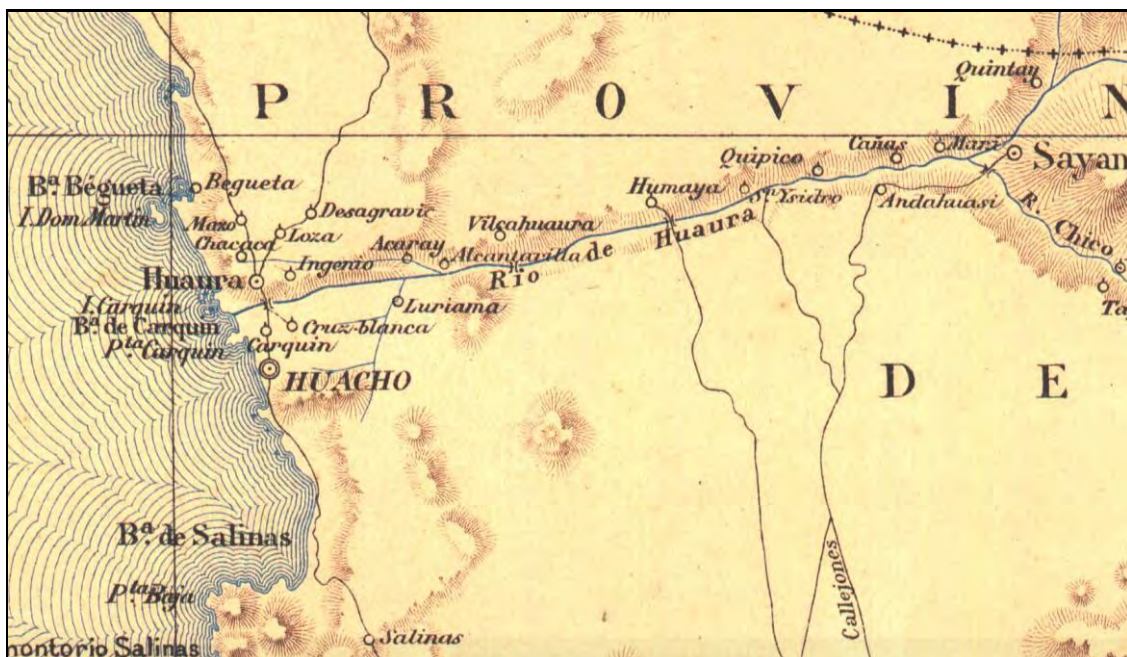 Quintay
P R O V Í N
Cañas
Mazi
Sayan
Quipico
Bª. Bégueta
Begueta
Humaya
Sⁿ. Ysidro
Andahuasi
I. Dom. Martin
Mazo
Desagravic
Loza
Vilcahuaura
R. Chico
Chacaca
Acaray
Alcantarilla
Rio de Huaura
Huaura
Ingenio
I. Carquin
Luriama
Bª. de Carquin
Cruz-blanca
Pᵗᵃ Carquin
Carquin
HUACHO
D E
Bª. de Salinas
Callejones
Pᵗᵃ Baja
Salinas
montorio Salinas